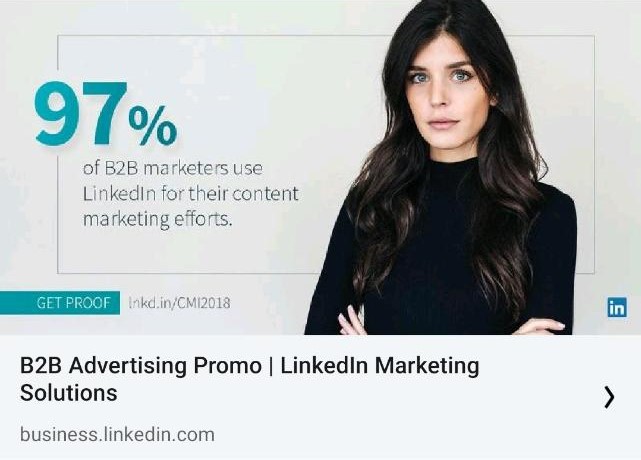 97%
of B2B marketers use
LinkedIn for their content
marketing efforts.
GET PROOF lnkd.in/CMI2018
in
B2B Advertising Promo | LinkedIn Marketing
Solutions
business.linkedin.com